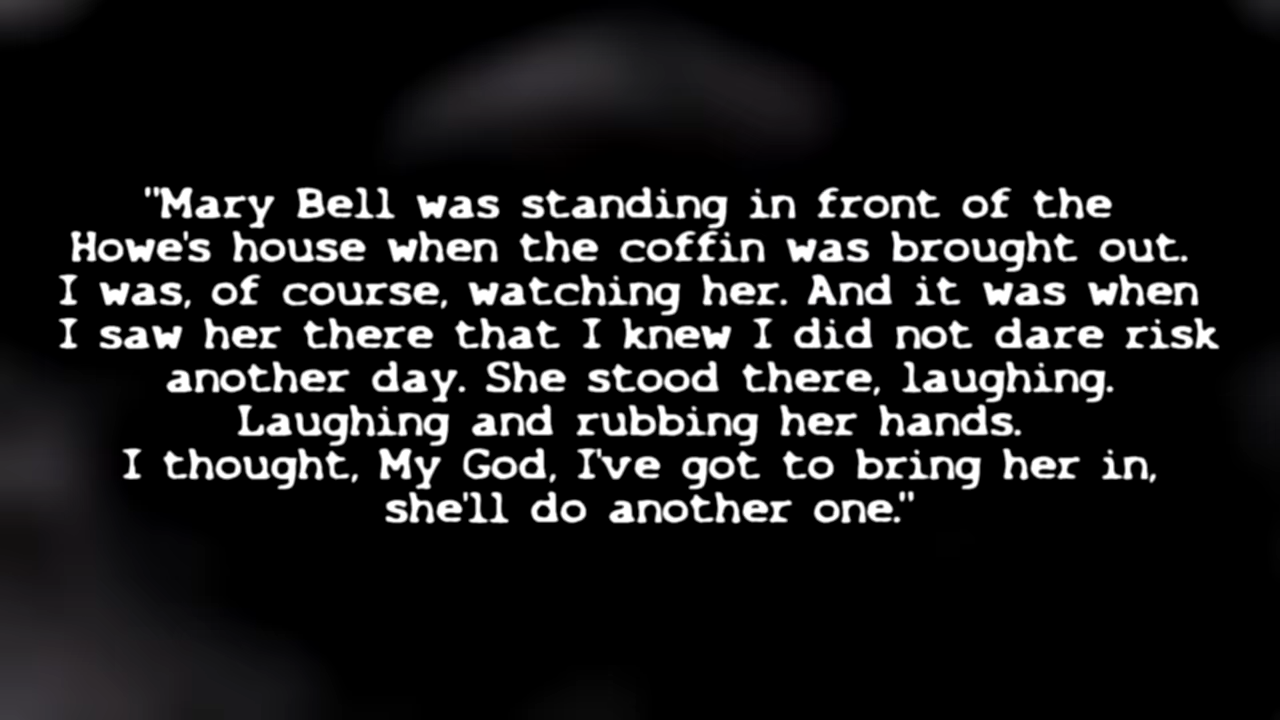 "Mary Bell was standing in front of the
Howe's house when the coffin was brought out.
I was, of course, watching her. And it was when
I saw her there that I knew I did not dare risk
another day. She stood there, laughing.
Laughing and rubbing her hands.
I thought, My God, I've got to bring her in,
she'll do another one."